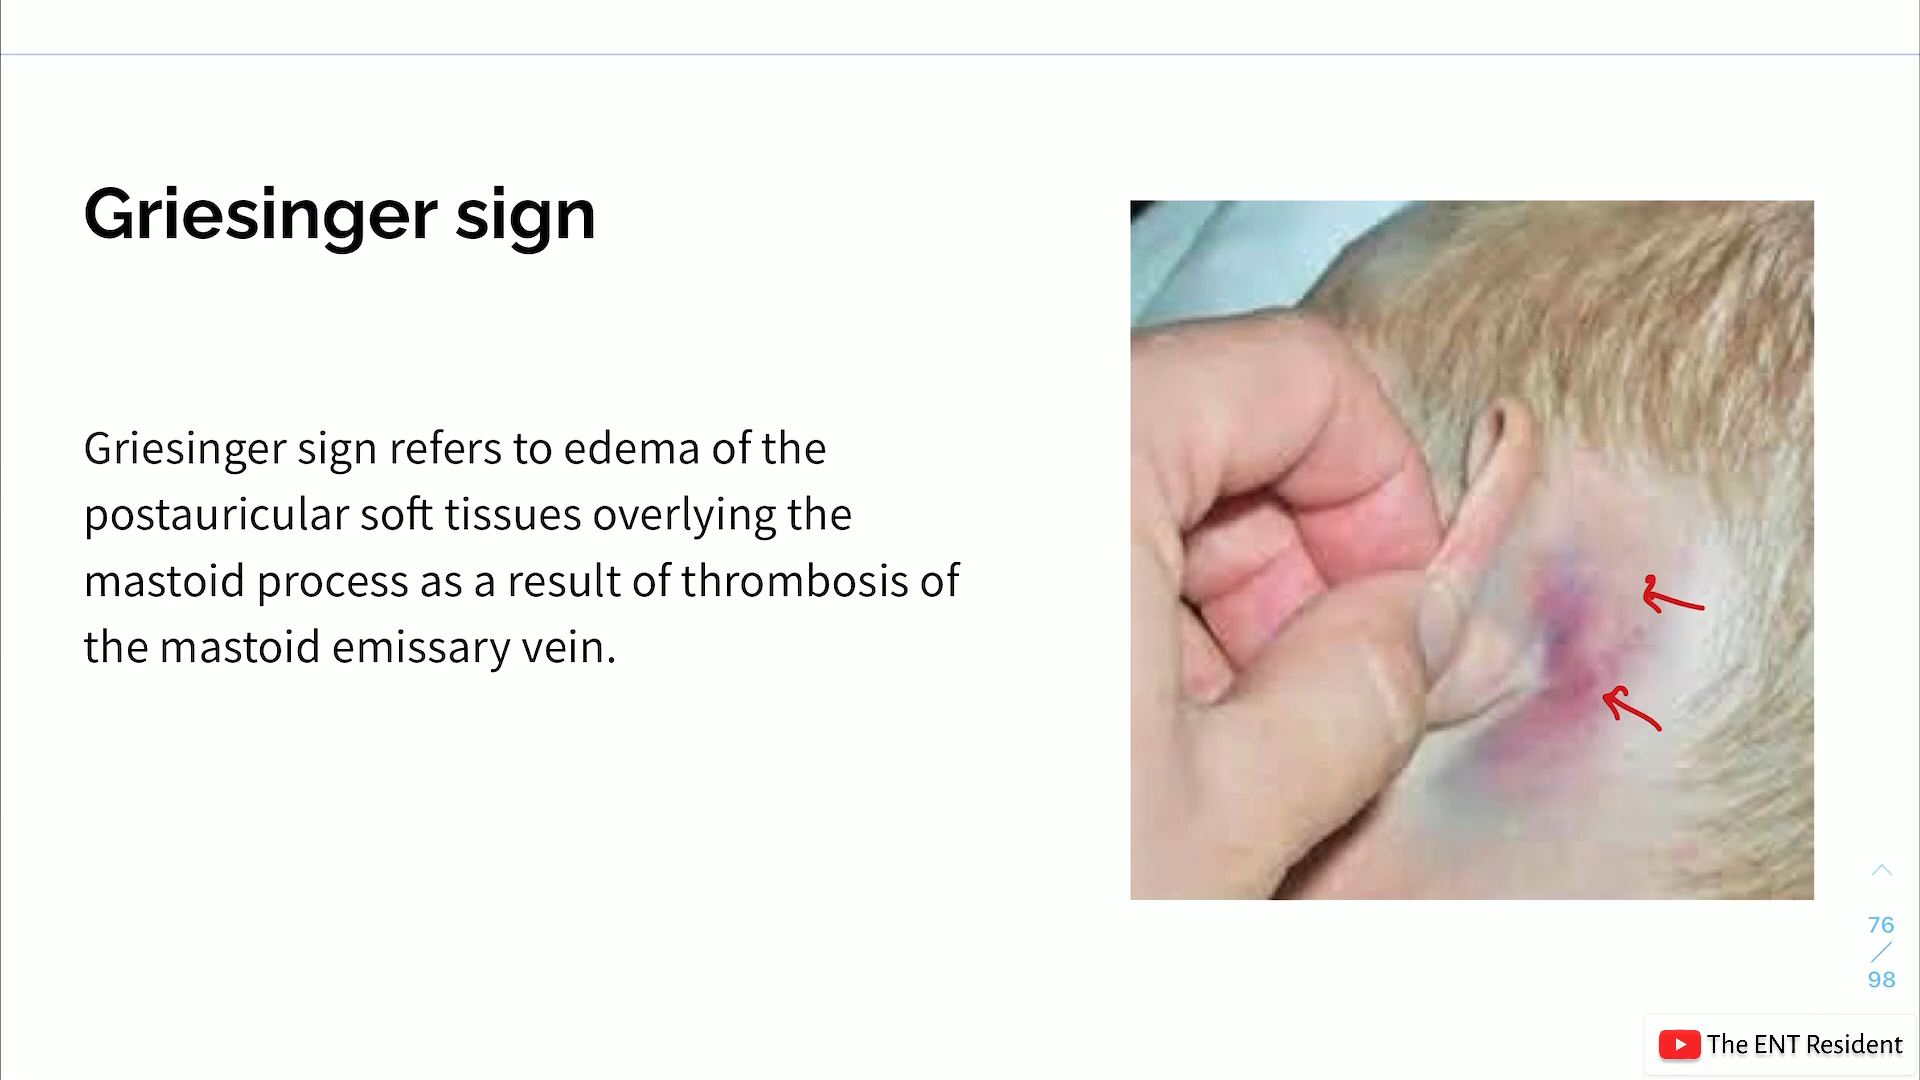 Griesinger sign
Griesinger sign refers to edema of the
postauricular soft tissues overlying the
mastoid process as a result of thrombosis of
the mastoid emissary vein.
76
/
98
The ENT Resident